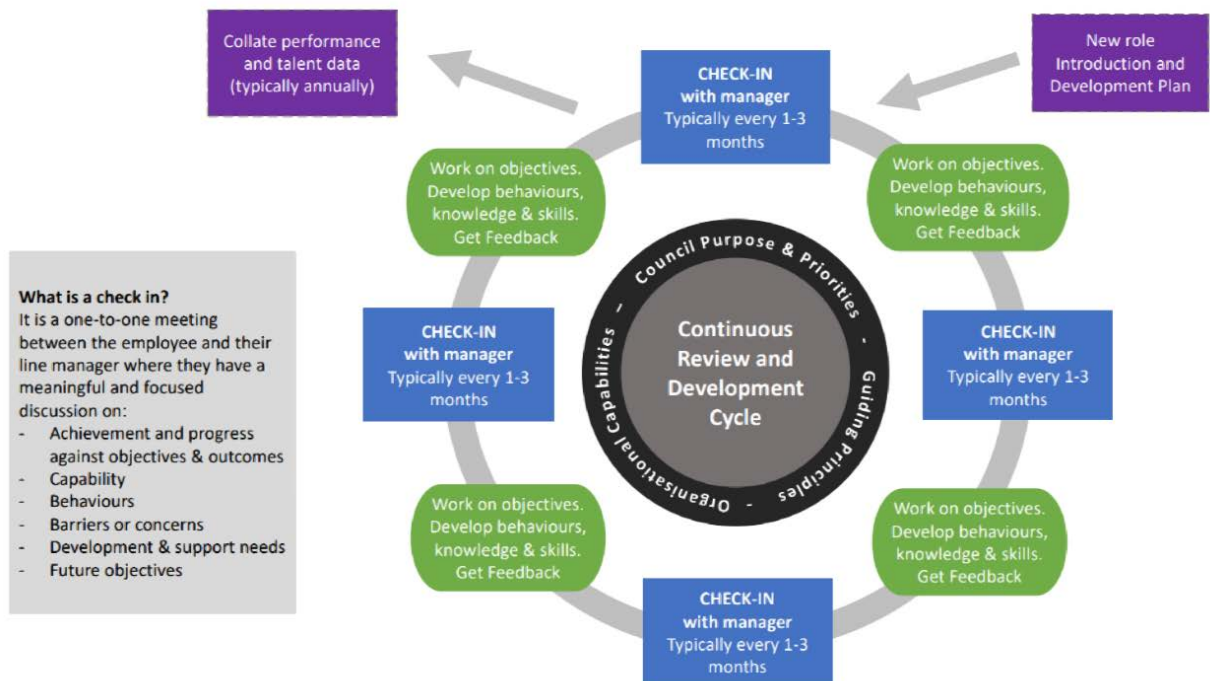 Collate performance
and talent data
(typically annually)
New role
Introduction and
Development Plan
CHECK-IN
with manager
Typically every 1-3
months
Work on objectives.
Develop behaviours,
knowledge & skills.
Get Feedback
Work on objectives.
Develop behaviours,
knowledge & skills.
Get Feedback
What is a check in?
It is a one-to-one meeting
between the employee and their
line manager where they have a
meaningful and focused
discussion on:
- Achievement and progress
against objectives & outcomes
- Capability
- Behaviours
- Barriers or concerns
- Development & support needs
- Future objectives
CHECK-IN
with manager
Typically every 1-3
months
Council Purpose & Priorities - Guiding Principles - Organisational Capabilities -
Continuous
Review and
Development
Cycle
CHECK-IN
with manager
Typically every 1-3
months
Work on objectives.
Develop behaviours,
knowledge & skills.
Get Feedback
Work on objectives.
Develop behaviours,
knowledge & skills.
Get Feedback
CHECK-IN
with manager
Typically every 1-3
months